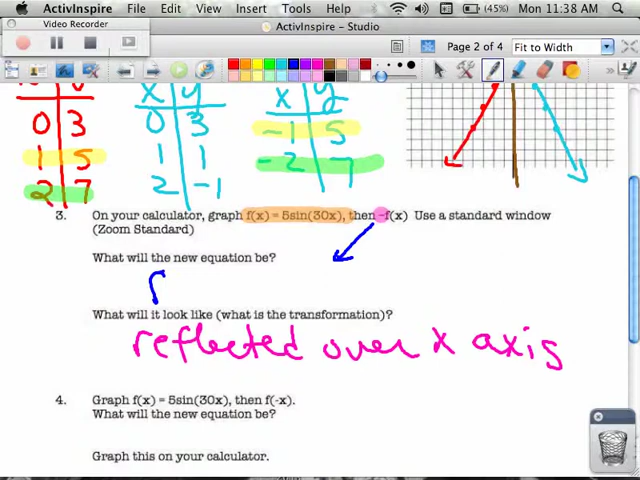 ActivInspire File Edit View Insert Tools Help (45%) Mon 11:38 AM
Video Recorder
ActivInspire - Studio
Page 2 of 4 Fit to Width
x y
0 3
1 5
2 7
x y
0 3
1 1
2 -1
x y
-1 5
-2 7
3. On your calculator, graph f(x) = 5sin(30x), then -f(x) Use a standard window
(Zoom Standard)
What will the new equation be?
What will it look like (what is the transformation)?
reflected over x axis
4. Graph f(x) = 5sin(30x), then f(-x).
What will the new equation be?
Graph this on your calculator.